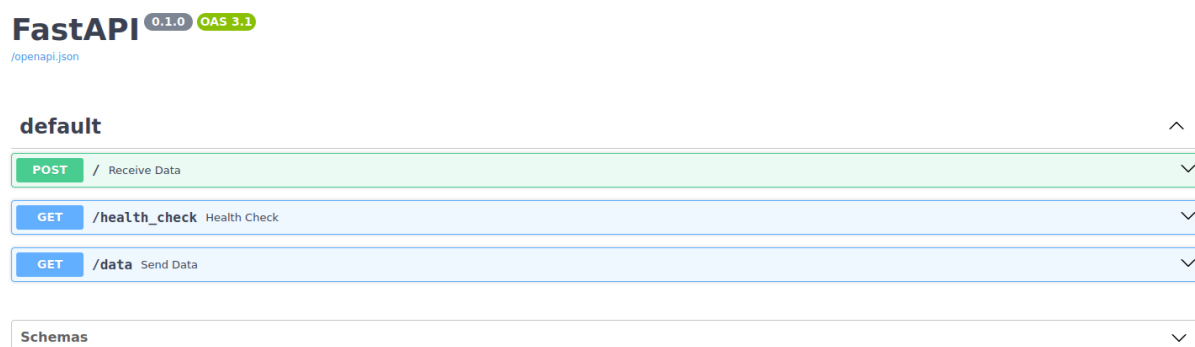 FastAPI 0.1.0 OAS 3.1
/openapi.json
default
POST / Receive Data
GET /health_check Health Check
GET /data Send Data
Schemas